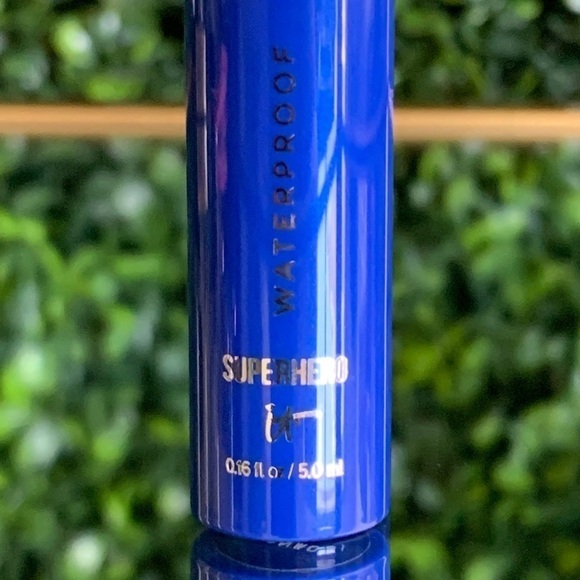 WATERPROOF
SUPERHERO
it
0.16 fl oz / 5.0 ml